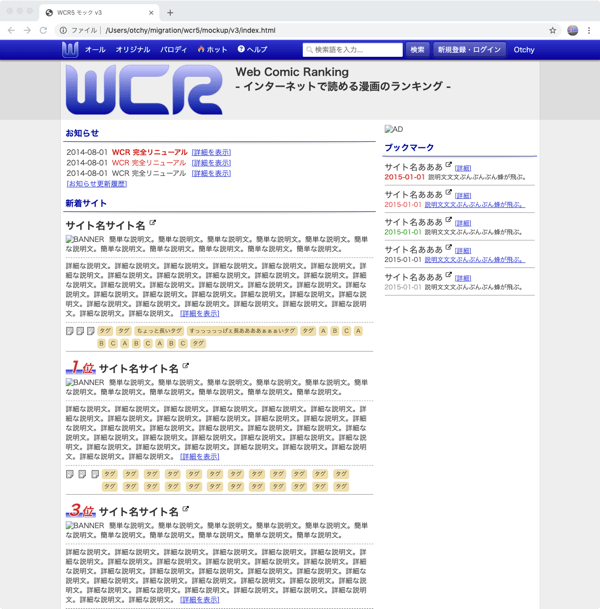 WCR5 モック v3
ファイル | /Users/otchy/migration/wcr5/mockup/v3/index.html
オール オリジナル パロディ ホット ヘルプ 検索語を入力... 検索 新規登録・ログイン Otchy
WCR
Web Comic Ranking
- インターネットで読める漫画のランキング -
お知らせ
2014-08-01 WCR 完全リニューアル [詳細を表示]
2014-08-01 WCR 完全リニューアル [詳細を表示]
2014-08-01 WCR 完全リニューアル [詳細を表示]
[お知らせ更新履歴]
新着サイト
サイト名サイト名
BANNER 簡単な説明文。簡単な説明文。簡単な説明文。簡単な説明文。簡単な説明文。簡
単な説明文。簡単な説明文。簡単な説明文。簡単な説明文。
詳細な説明文。詳細な説明文。詳細な説明文。詳細な説明文。詳細な説明文。詳細な説明文。詳
細な説明文。詳細な説明文。詳細な説明文。詳細な説明文。詳細な説明文。詳細な説明文。詳細
な説明文。詳細な説明文。詳細な説明文。詳細な説明文。詳細な説明文。詳細な説明文。詳細な
説明文。詳細な説明文。詳細な説明文。詳細な説明文。詳細な説明文。詳細な説明文。詳細な説
明文。詳細な説明文。詳細な説明文。詳細な説明文。詳細な説明文。詳細な説明文。詳細な説明
文。詳細な説明文。詳細な説明文。 [詳細を表示]
タグ タグ ちょっと長いタグ すっっっっっげぇ長ああああぁぁぁいタグ タグ A B C A
B C A B C A B C タグ
1位 サイト名サイト名
BANNER 簡単な説明文。簡単な説明文。簡単な説明文。簡単な説明文。簡単な説明文。簡
単な説明文。簡単な説明文。簡単な説明文。簡単な説明文。
詳細な説明文。詳細な説明文。詳細な説明文。詳細な説明文。詳細な説明文。詳細な説明文。詳
細な説明文。詳細な説明文。詳細な説明文。詳細な説明文。詳細な説明文。詳細な説明文。詳細
な説明文。詳細な説明文。詳細な説明文。詳細な説明文。詳細な説明文。詳細な説明文。詳細な
説明文。詳細な説明文。詳細な説明文。詳細な説明文。詳細な説明文。詳細な説明文。詳細な説
明文。詳細な説明文。詳細な説明文。詳細な説明文。詳細な説明文。詳細な説明文。詳細な説明
文。詳細な説明文。詳細な説明文。 [詳細を表示]
タグ タグ タグ タグ タグ タグ タグ タグ タグ タグ タグ タグ
タグ タグ タグ タグ タグ タグ タグ タグ タグ タグ タグ タグ
3位 サイト名サイト名
BANNER 簡単な説明文。簡単な説明文。簡単な説明文。簡単な説明文。簡単な説明文。簡
単な説明文。簡単な説明文。簡単な説明文。簡単な説明文。
詳細な説明文。詳細な説明文。詳細な説明文。詳細な説明文。詳細な説明文。詳細な説明文。詳
細な説明文。詳細な説明文。詳細な説明文。詳細な説明文。詳細な説明文。詳細な説明文。詳細
な説明文。詳細な説明文。詳細な説明文。詳細な説明文。詳細な説明文。詳細な説明文。詳細な
説明文。詳細な説明文。詳細な説明文。詳細な説明文。詳細な説明文。詳細な説明文。詳細な説
明文。詳細な説明文。詳細な説明文。詳細な説明文。詳細な説明文。詳細な説明文。詳細な説明
文。詳細な説明文。詳細な説明文。 [詳細を表示]
AD
ブックマーク
サイト名あああ [詳細]
2015-01-01 説明文文文ぶんぶんぶん蜂が飛ぶ。
サイト名あああ [詳細]
2015-01-01 説明文文文ぶんぶんぶん蜂が飛ぶ。
サイト名あああ [詳細]
2015-01-01 説明文文文ぶんぶんぶん蜂が飛ぶ。
サイト名あああ [詳細]
2015-01-01 説明文文文ぶんぶんぶん蜂が飛ぶ。
サイト名あああ [詳細]
2015-01-01 説明文文文ぶんぶんぶん蜂が飛ぶ。